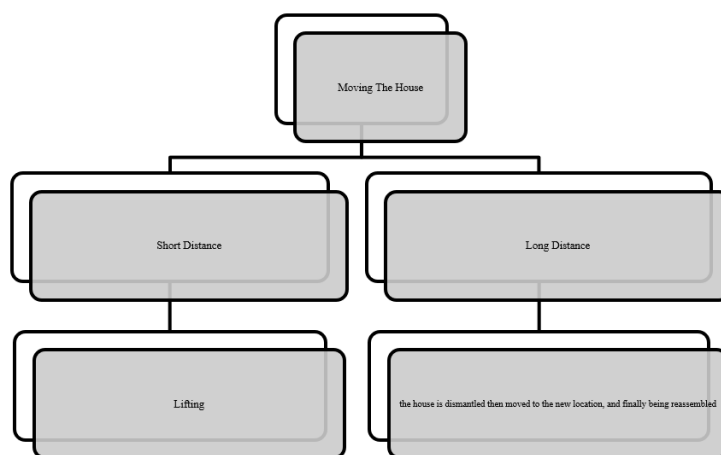 Moving The House
Short Distance
Long Distance
Lifting
the house is dismantled then moved to the new location, and finally being reassembled